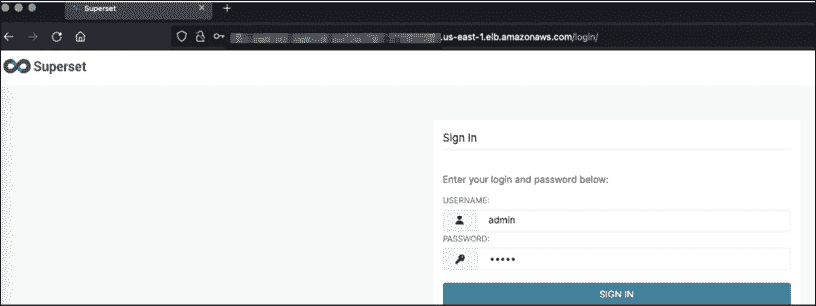 Superset
.us-east-1.elb.amazonaws.com/login/
Superset
Sign In
Enter your login and password below:
USERNAME:
admin
PASSWORD:
•••••
SIGN IN